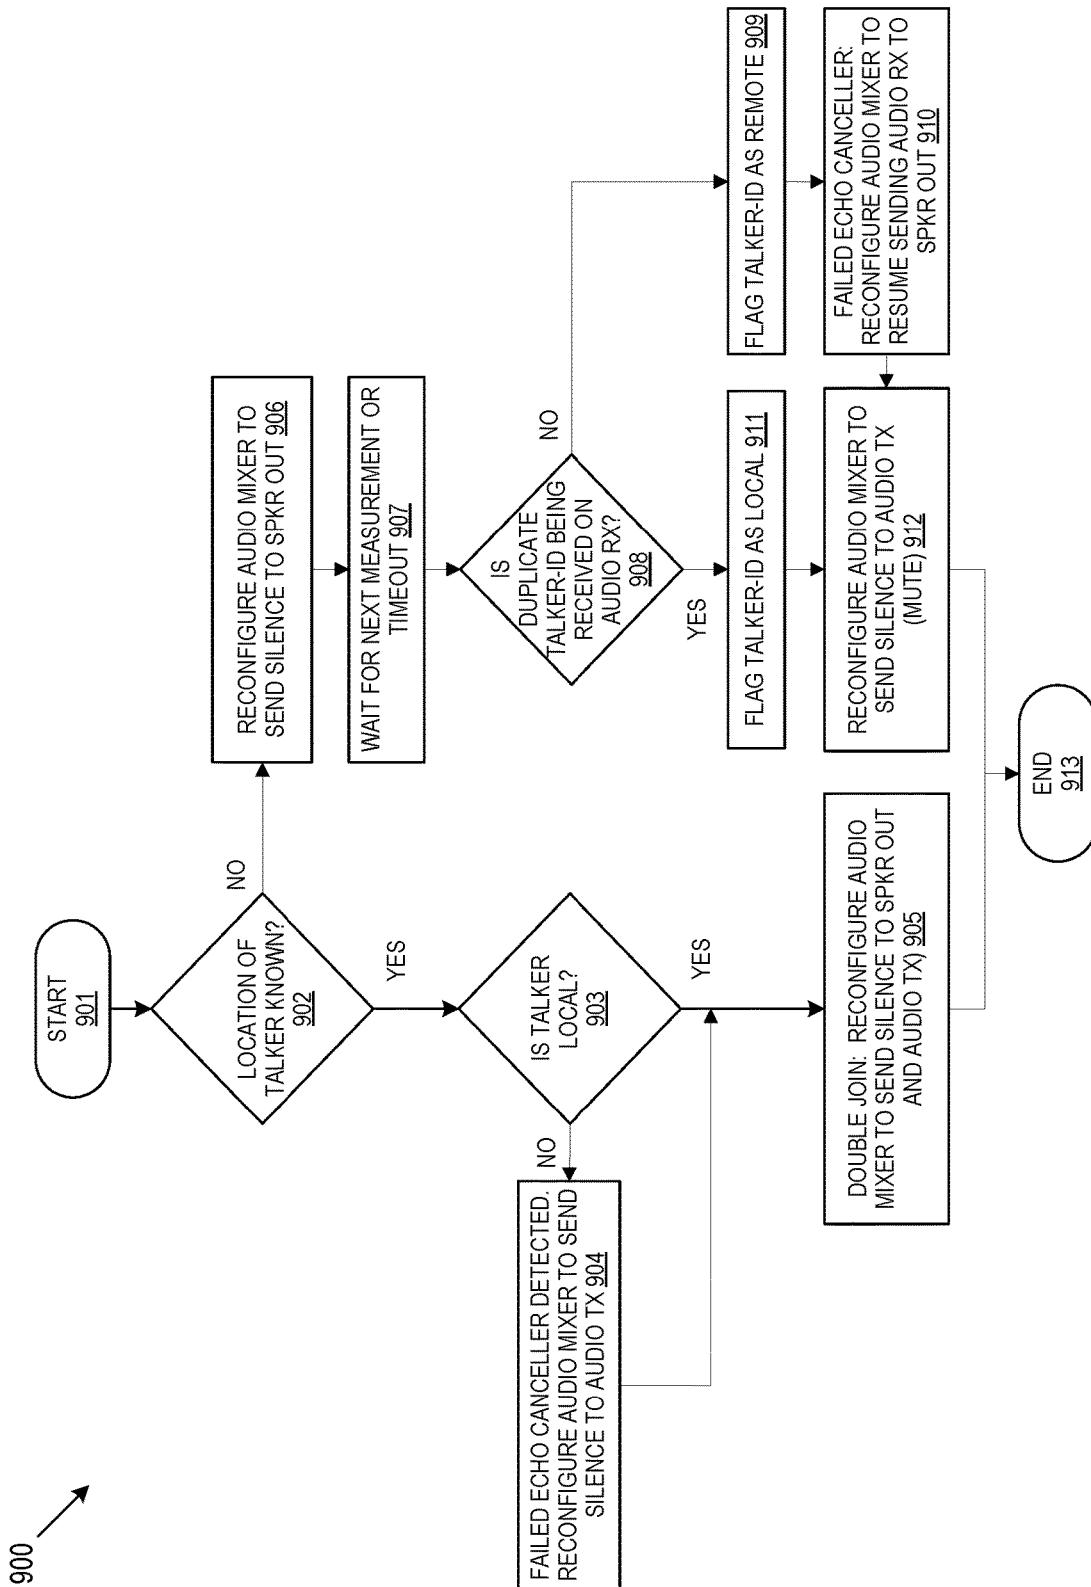 900
START
901
LOCATION OF
TALKER KNOWN?
902
NO
YES
IS TALKER
LOCAL?
903
NO
YES
FAILED ECHO CANCELLER DETECTED.
RECONFIGURE AUDIO MIXER TO SEND
SILENCE TO AUDIO TX 904
DOUBLE JOIN: RECONFIGURE AUDIO
MIXER TO SEND SILENCE TO SPKR OUT
AND AUDIO TX) 905
RECONFIGURE AUDIO MIXER TO
SEND SILENCE TO SPKR OUT 906
WAIT FOR NEXT MEASUREMENT OR
TIMEOUT 907
IS
DUPLICATE
TALKER-ID BEING
RECEIVED ON
AUDIO RX?
908
NO
YES
FLAG TALKER-ID AS REMOTE 909
FAILED ECHO CANCELLER:
RECONFIGURE AUDIO MIXER TO
RESUME SENDING AUDIO RX TO
SPKR OUT 910
FLAG TALKER-ID AS LOCAL 911
RECONFIGURE AUDIO MIXER TO
SEND SILENCE TO AUDIO TX
(MUTE) 912
END
913